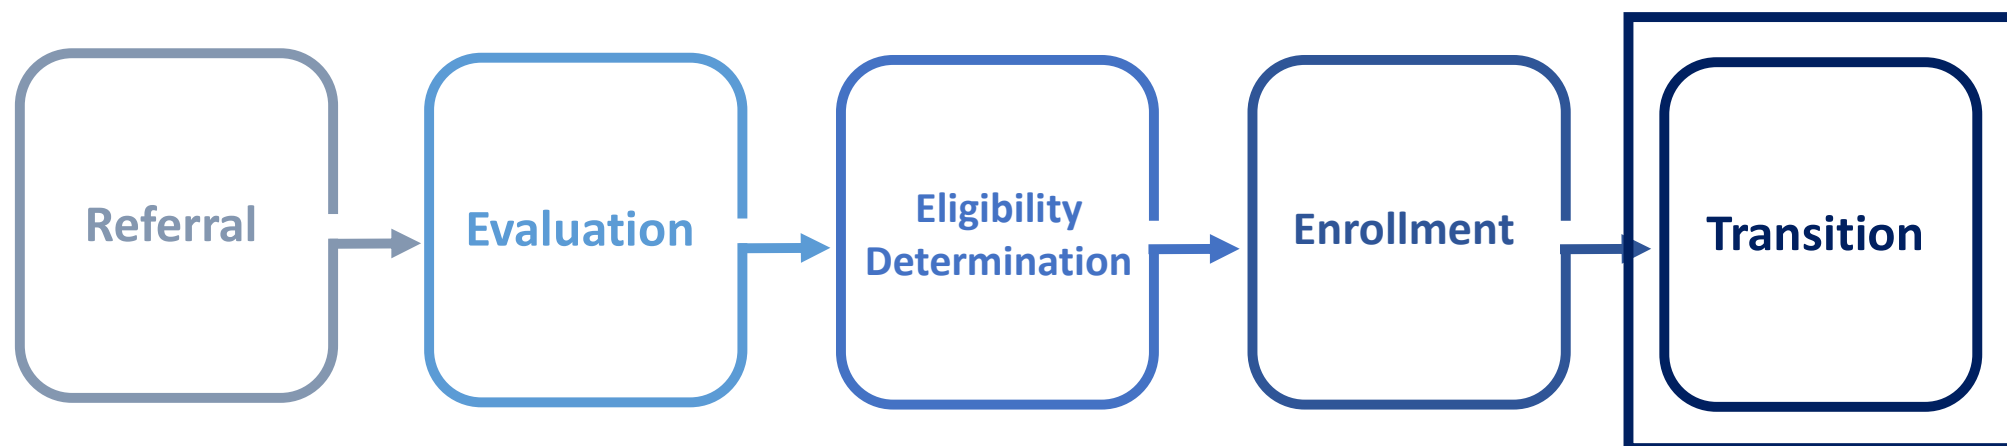 Referral
Evaluation
Eligibility
Determination
Enrollment
Transition